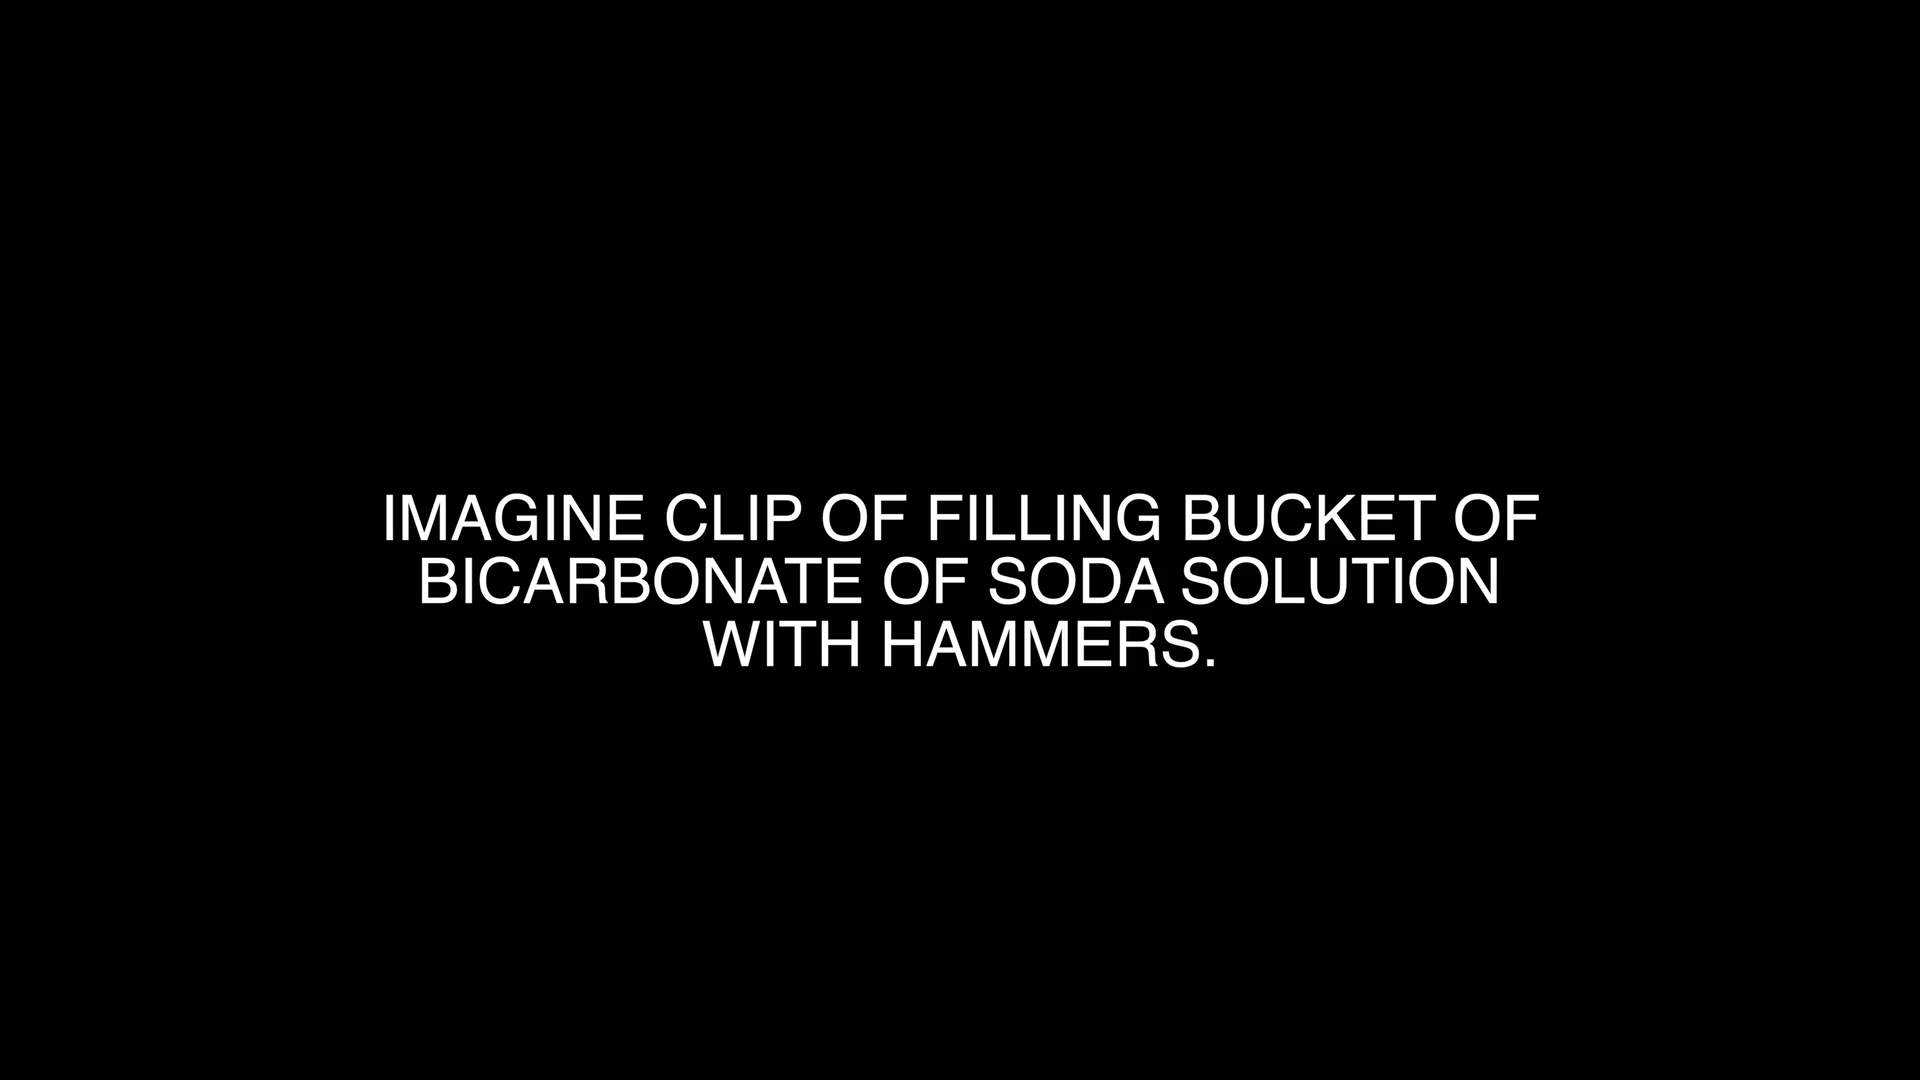 IMAGINE CLIP OF FILLING BUCKET OF
BICARBONATE OF SODA SOLUTION
WITH HAMMERS.